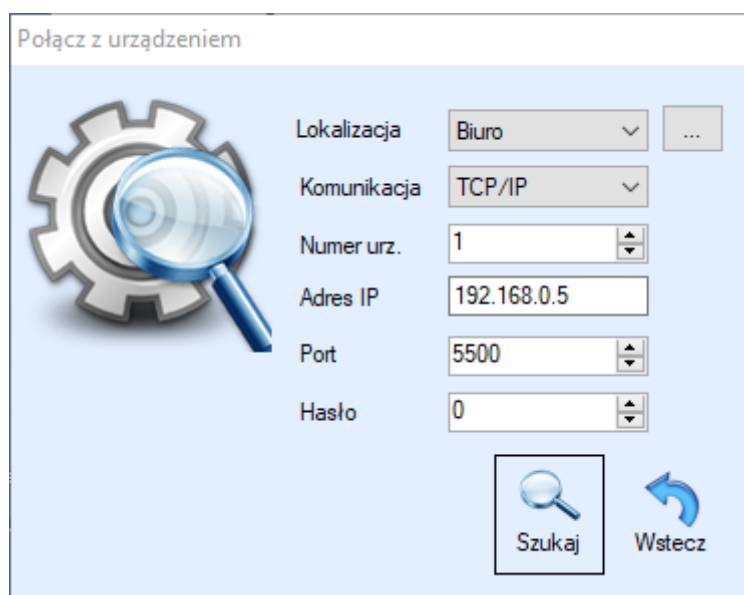 Połącz z urządzeniem
Lokalizacja Biuro ...
Komunikacja TCP/IP
Numer urz. 1
Adres IP 192.168.0.5
Port 5500
Hasło 0
Szukaj Wstecz